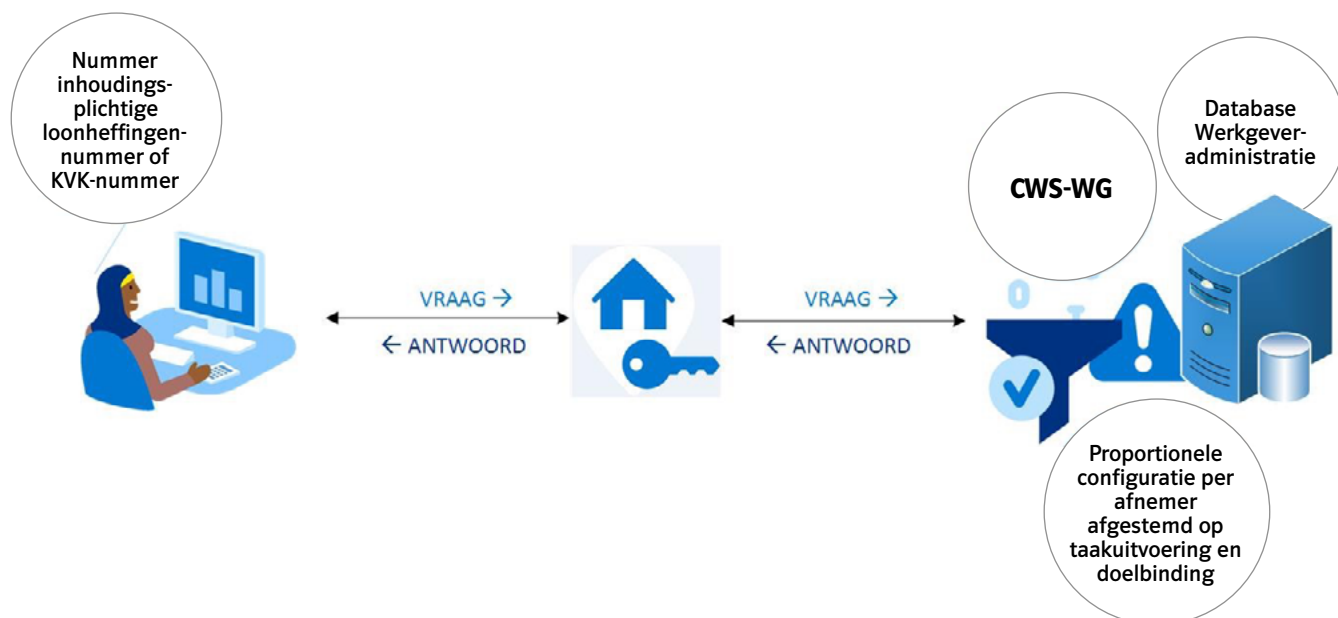 Nummer
inhoudings-
plichtige
loonheffingen-
nummer of
KVK-nummer
VRAAG →
← ANTWOORD
VRAAG →
← ANTWOORD
CWS-WG
Database
Werkgever-
administratie
Proportionele
configuratie per
afnemer
afgestemd op
taakuitvoering en
doelbinding